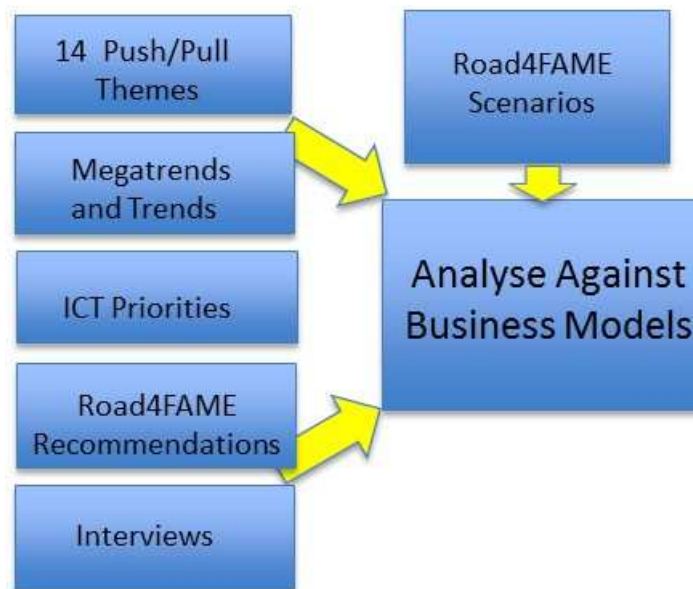 14 Push/Pull
Themes
Megatrends
and Trends
ICT Priorities
Road4FAME
Recommendations
Interviews
Road4FAME
Scenarios
Analyse Against
Business Models